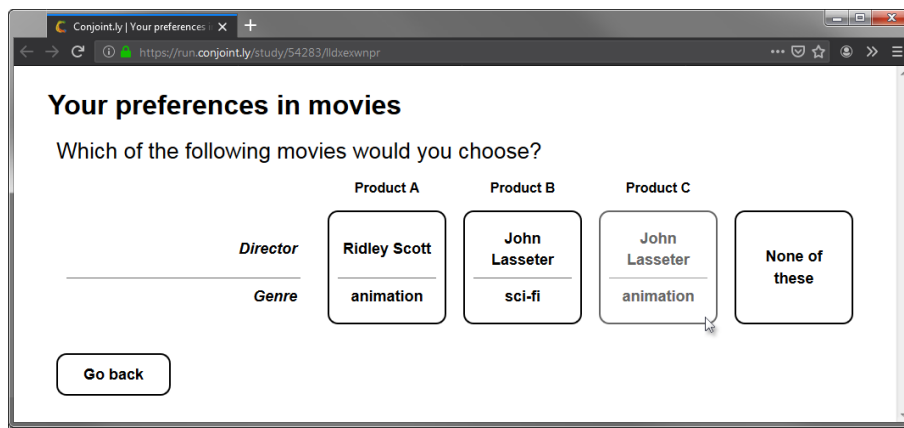 Conjoint.ly | Your preferences
https://run.conjoint.ly/study/54283/lldxexwnpr
Your preferences in movies
Which of the following movies would you choose?
Product A Product B Product C
Director Ridley Scott John Lasseter John Lasseter None of these
Genre animation sci-fi animation
Go back